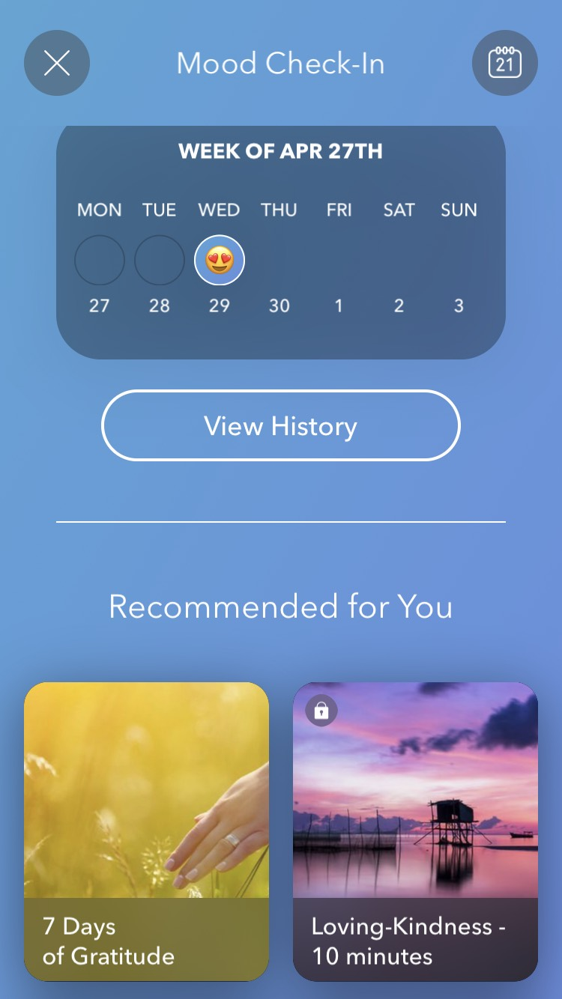 Mood Check-In
21
WEEK OF APR 27TH
MON TUE WED THU FRI SAT SUN
27 28 29 30 1 2 3
View History
Recommended for You
7 Days
of Gratitude
Loving-Kindness -
10 minutes